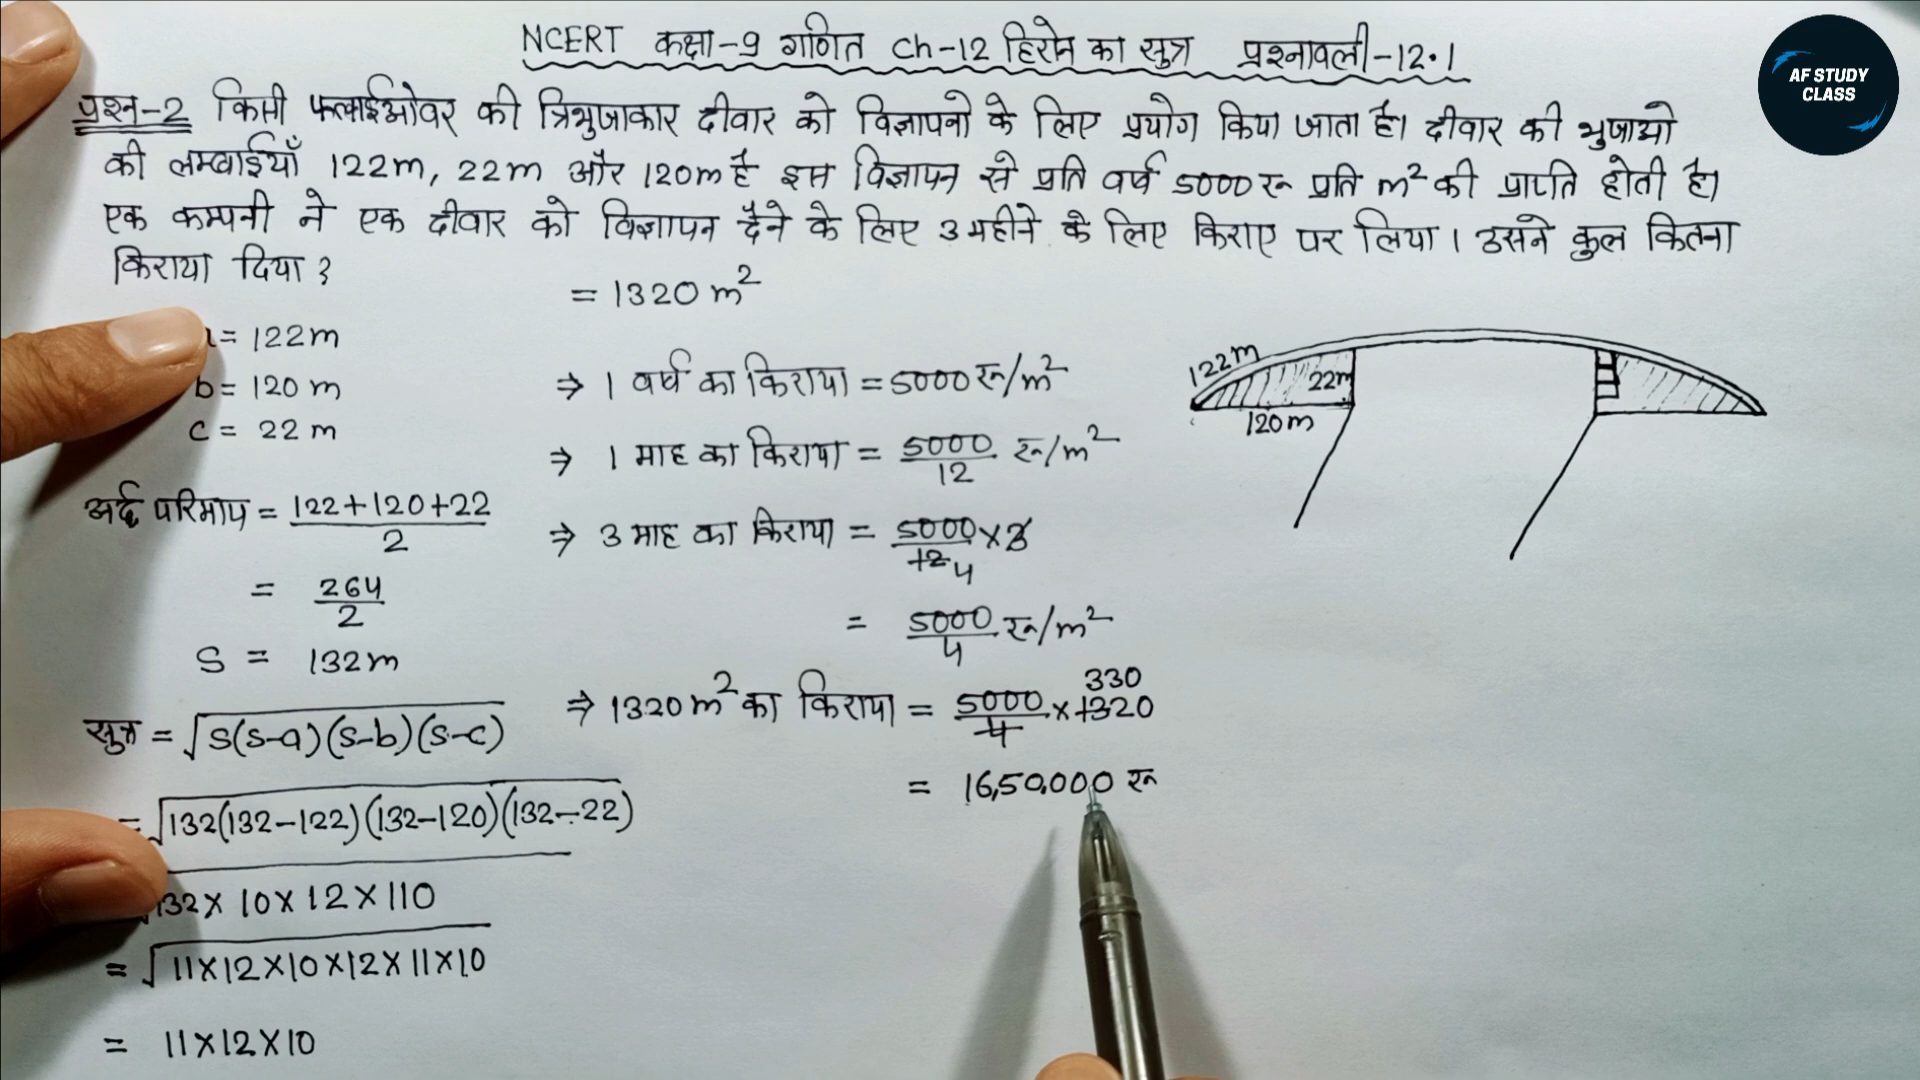 NCERT कक्षा-9 गणित Ch-12 हिरोन का सूत्र प्रश्नावली-12.1
AF STUDY
CLASS
प्रश्न-2 किसी फ्लाईओवर की त्रिभुजाकार दीवार को विज्ञापनो के लिए प्रयोग किया जाता है। दीवार की भुजाओ
की लम्बाईयाँ 122m, 22m और 120m है इस विज्ञापन से प्रति वर्ष 5000 रू प्रति m² की प्राप्ति होती है।
एक कम्पनी ने एक दीवार को विज्ञापन देने के लिए 3 महीने के लिए किराए पर लिया। उसने कुल कितना
किराया दिया ?
= 122m
b = 120 m
c = 22 m
अर्द्ध परिमाप = 122+120+22 / 2
= 264 / 2
S = 132m
सूत्र = √S(S-a)(S-b)(S-c)
= √132(132-122)(132-120)(132-22)
√132 × 10 × 12 × 110
= √11×12×10×12×11×10
= 11×12×10
= 1320 m²
⇒ 1 वर्ष का किराया = 5000 रू/m²
⇒ 1 माह का किराया = 5000/12 रू/m²
⇒ 3 माह का किराया = 5000/12 × 3
4
= 5000/4 रू/m²
330
⇒ 1320 m² का किराया = 5000/4 × 1320
= 16,50,000 रू
122m
22m
120m